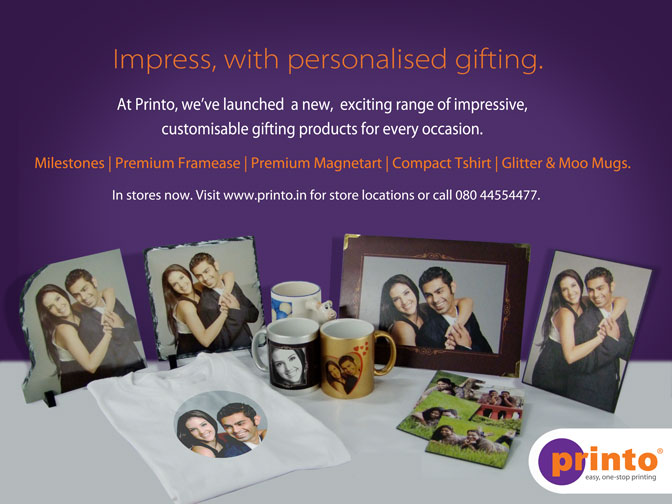 Impress, with personalised gifting.
At Printo, we've launched a new, exciting range of impressive,
customisable gifting products for every occasion.
Milestones | Premium Framease | Premium Magnetart | Compact Tshirt | Glitter & Moo Mugs.
In stores now. Visit www.printo.in for store locations or call 080 44554477.
printo®
easy, one-stop printing